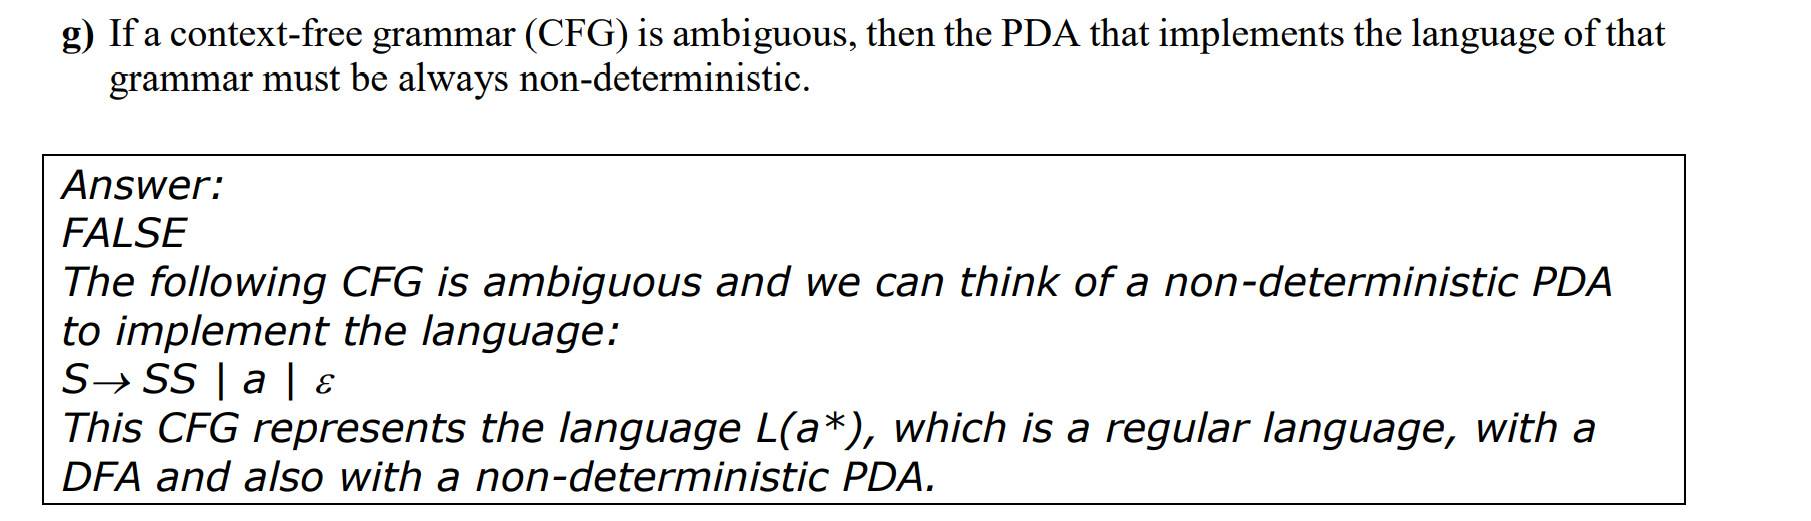 g) If a context-free grammar (CFG) is ambiguous, then the PDA that implements the language of that
grammar must be always non-deterministic.
Answer:
FALSE
The following CFG is ambiguous and we can think of a non-deterministic PDA
to implement the language:
S→ SS | a | ε
This CFG represents the language L(a*), which is a regular language, with a
DFA and also with a non-deterministic PDA.